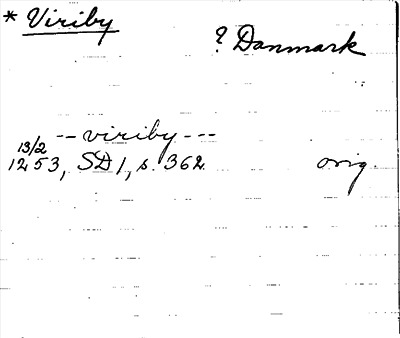 * Viriby
? Danmark
-- viriby ---
13/2
1253, SD 1, s. 362. orig.